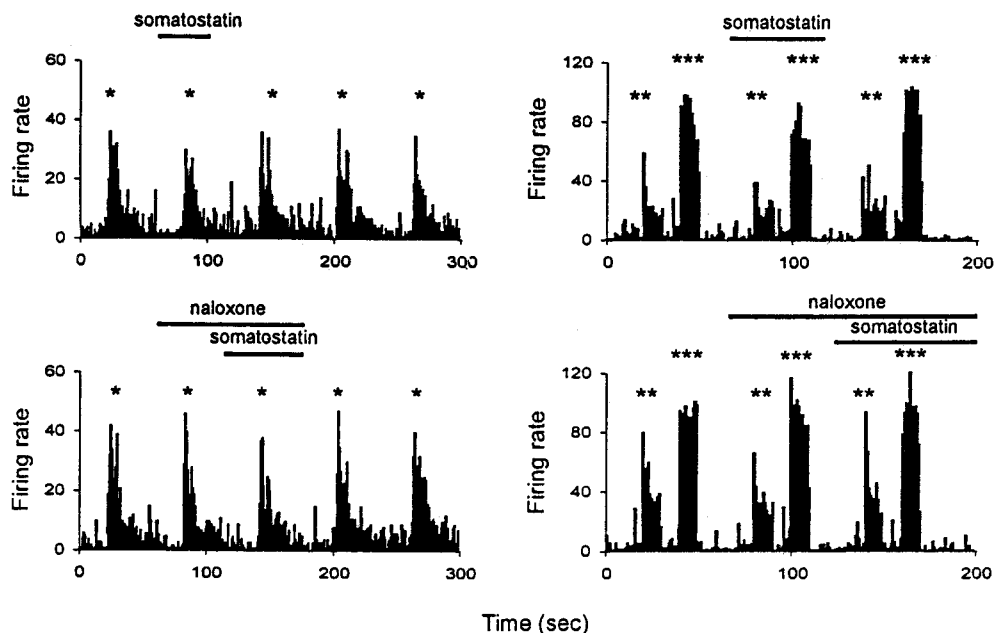 somatostatin
60
40
20
0
Firing rate
* * * * *
0 100 200 300
somatostatin
120
80
40
0
Firing rate
** *** ** *** ** ***
0 100 200
naloxone
somatostatin
60
40
20
0
Firing rate
* * * * *
0 100 200 300
naloxone
somatostatin
120
80
40
0
Firing rate
** *** ** *** ** ***
0 100 200
Time (sec)